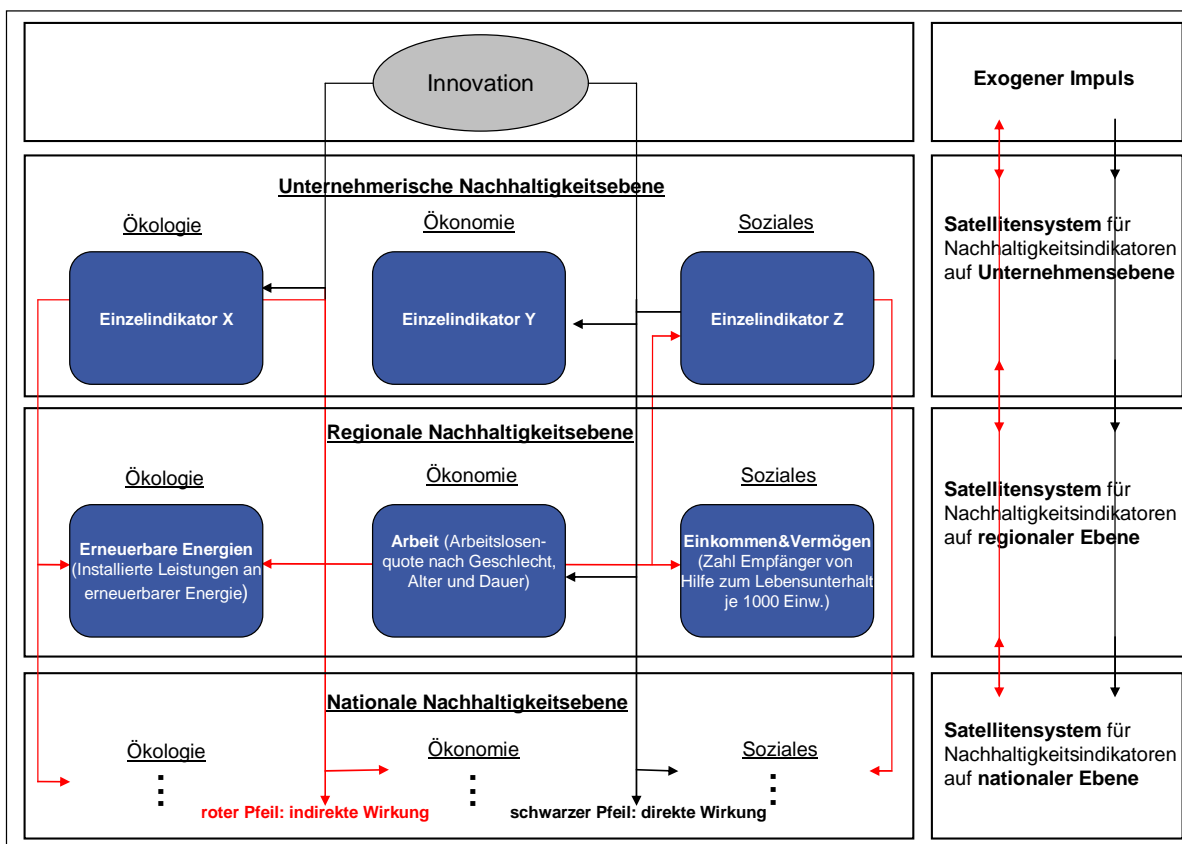 Innovation
Exogener Impuls
Unternehmerische Nachhaltigkeitsebene
Ökologie
Ökonomie
Soziales
Einzelindikator X
Einzelindikator Y
Einzelindikator Z
Satellitensystem für
Nachhaltigkeitsindikatoren
auf Unternehmensebene
Regionale Nachhaltigkeitsebene
Ökologie
Ökonomie
Soziales
Erneuerbare Energien
(Installierte Leistungen an
erneuerbarer Energie)
Arbeit (Arbeitslosen-
quote nach Geschlecht,
Alter und Dauer)
Einkommen&Vermögen
(Zahl Empfänger von
Hilfe zum Lebensunterhalt
je 1000 Einw.)
Satellitensystem für
Nachhaltigkeitsindikatoren
auf regionaler Ebene
Nationale Nachhaltigkeitsebene
Ökologie
Ökonomie
Soziales
roter Pfeil: indirekte Wirkung
schwarzer Pfeil: direkte Wirkung
Satellitensystem für
Nachhaltigkeitsindikatoren
auf nationaler Ebene